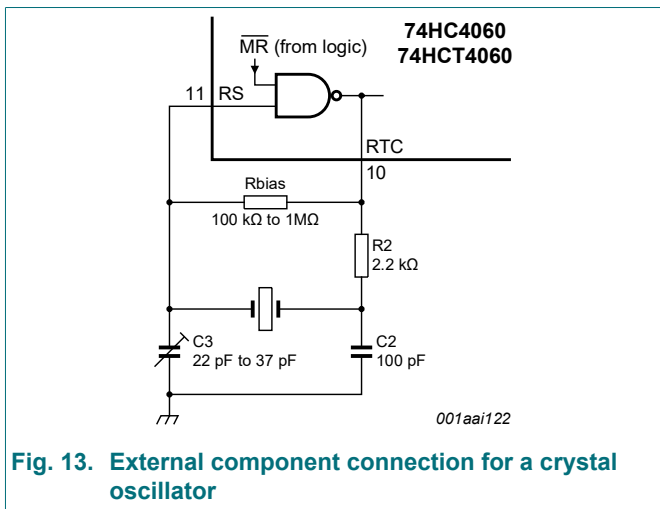 74HC4060
74HCT4060
MR (from logic)
11 RS
RTC
10
Rbias
100 kΩ to 1MΩ
R2
2.2 kΩ
C3
22 pF to 37 pF
C2
100 pF
001aai122
Fig. 13. External component connection for a crystal
oscillator